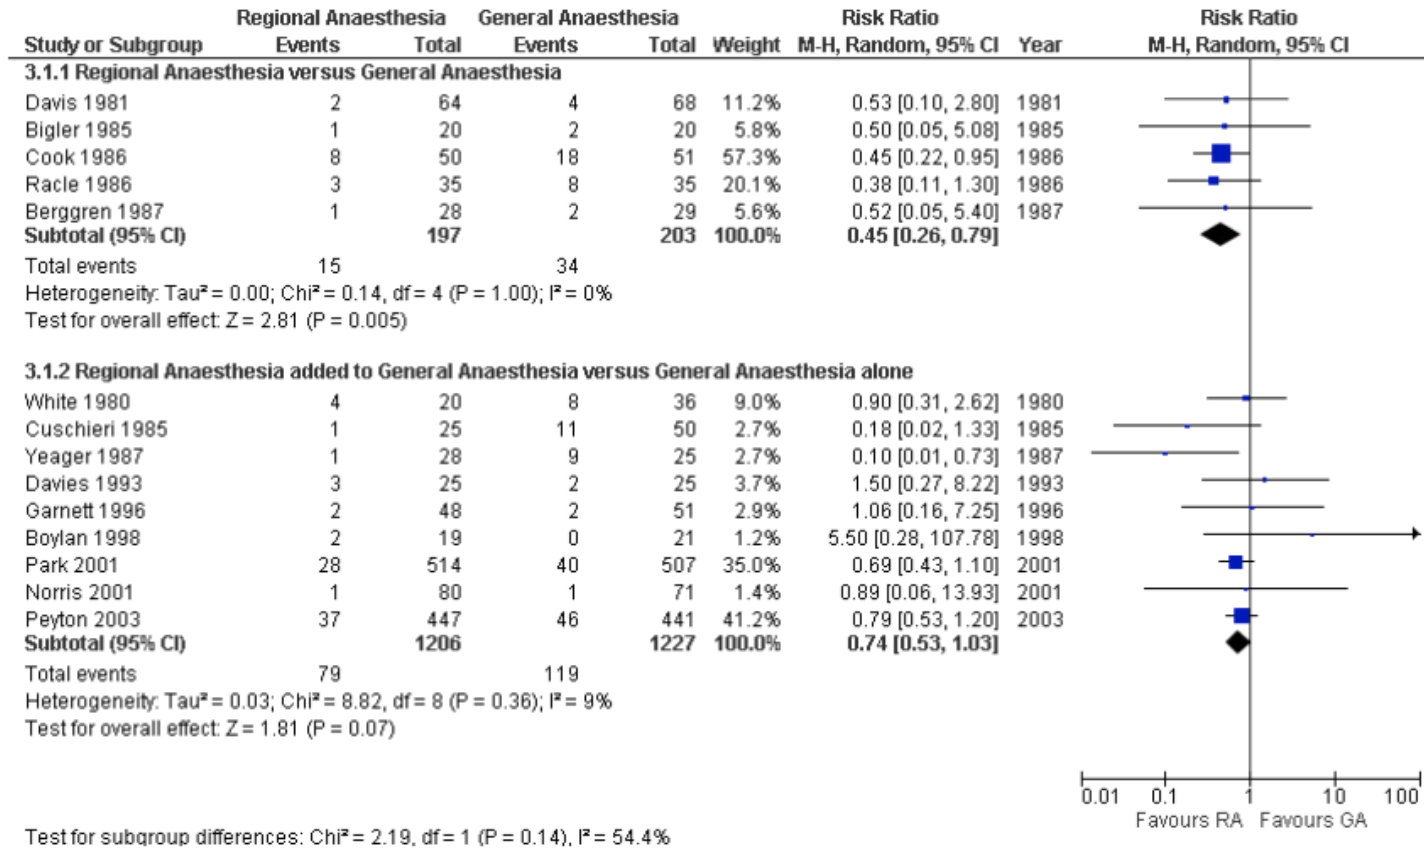 Regional Anaesthesia General Anaesthesia Risk Ratio Risk Ratio
Study or Subgroup Events Total Events Total Weight M-H, Random, 95% CI Year M-H, Random, 95% CI
3.1.1 Regional Anaesthesia versus General Anaesthesia
Davis 1981 2 64 4 68 11.2% 0.53 [0.10, 2.80] 1981
Bigler 1985 1 20 2 20 5.8% 0.50 [0.05, 5.08] 1985
Cook 1986 8 50 18 51 57.3% 0.45 [0.22, 0.95] 1986
Racle 1986 3 35 8 35 20.1% 0.38 [0.11, 1.30] 1986
Berggren 1987 1 28 2 29 5.6% 0.52 [0.05, 5.40] 1987
Subtotal (95% CI) 197 203 100.0% 0.45 [0.26, 0.79]
Total events 15 34
Heterogeneity: Tau² = 0.00; Chi² = 0.14, df = 4 (P = 1.00); I² = 0%
Test for overall effect: Z = 2.81 (P = 0.005)
3.1.2 Regional Anaesthesia added to General Anaesthesia versus General Anaesthesia alone
White 1980 4 20 8 36 9.0% 0.90 [0.31, 2.62] 1980
Cuschieri 1985 1 25 11 50 2.7% 0.18 [0.02, 1.33] 1985
Yeager 1987 1 28 9 25 2.7% 0.10 [0.01, 0.73] 1987
Davies 1993 3 25 2 25 3.7% 1.50 [0.27, 8.22] 1993
Garnett 1996 2 48 2 51 2.9% 1.06 [0.16, 7.25] 1996
Boylan 1998 2 19 0 21 1.2% 5.50 [0.28, 107.78] 1998
Park 2001 28 514 40 507 35.0% 0.69 [0.43, 1.10] 2001
Norris 2001 1 80 1 71 1.4% 0.89 [0.06, 13.93] 2001
Peyton 2003 37 447 46 441 41.2% 0.79 [0.53, 1.20] 2003
Subtotal (95% CI) 1206 1227 100.0% 0.74 [0.53, 1.03]
Total events 79 119
Heterogeneity: Tau² = 0.03; Chi² = 8.82, df = 8 (P = 0.36); I² = 9%
Test for overall effect: Z = 1.81 (P = 0.07)
0.01 0.1 1 10 100
Favours RA Favours GA
Test for subgroup differences: Chi² = 2.19, df = 1 (P = 0.14), I² = 54.4%